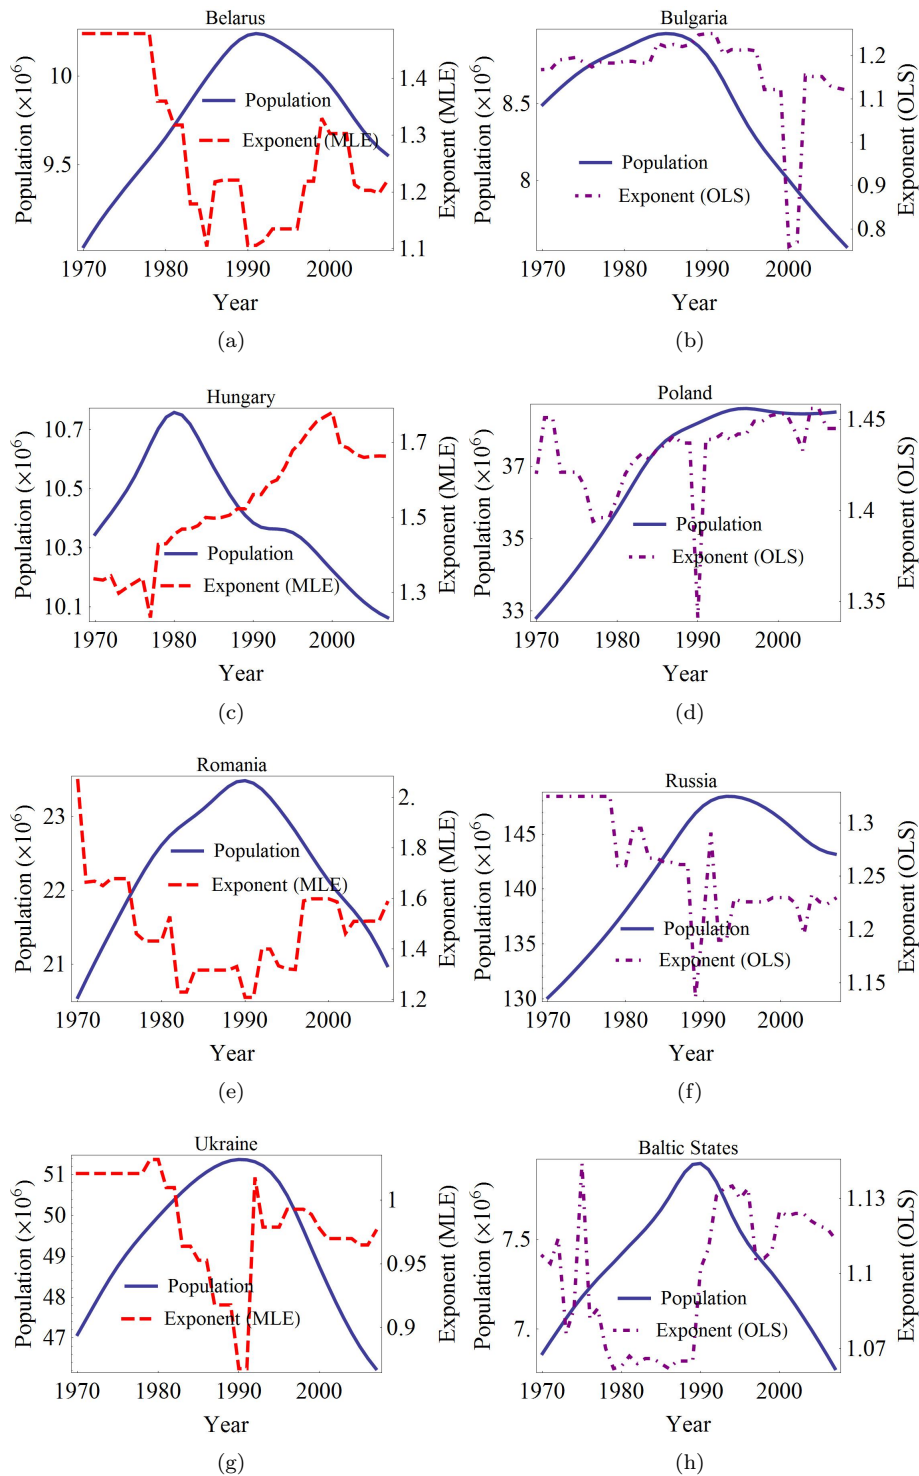 Belarus
Population (×10⁶)
10
9.5
Population
Exponent (MLE)
1.4
1.3
1.2
1.1
Exponent (MLE)
1970 1980 1990 2000
Year
(a)
Bulgaria
Population (×10⁶)
8.5
8
Population
Exponent (OLS)
1.2
1.1
1
0.9
0.8
Exponent (OLS)
1970 1980 1990 2000
Year
(b)
Hungary
Population (×10⁶)
10.7
10.5
10.3
10.1
Population
Exponent (MLE)
1.7
1.5
1.3
Exponent (MLE)
1970 1980 1990 2000
Year
(c)
Poland
Population (×10⁶)
37
35
33
Population
Exponent (OLS)
1.45
1.4
1.35
Exponent (OLS)
1970 1980 1990 2000
Year
(d)
Romania
Population (×10⁶)
23
22
21
Population
Exponent (MLE)
2
1.8
1.6
1.4
1.2
Exponent (MLE)
1970 1980 1990 2000
Year
(e)
Russia
Population (×10⁶)
145
140
135
130
Population
Exponent (OLS)
1.3
1.25
1.2
1.15
Exponent (OLS)
1970 1980 1990 2000
Year
(f)
Ukraine
Population (×10⁶)
51
50
49
48
47
Population
Exponent (MLE)
1
0.95
0.9
Exponent (MLE)
1970 1980 1990 2000
Year
(g)
Baltic States
Population (×10⁶)
7.5
7
Population
Exponent (OLS)
1.13
1.1
1.07
Exponent (OLS)
1970 1980 1990 2000
Year
(h)